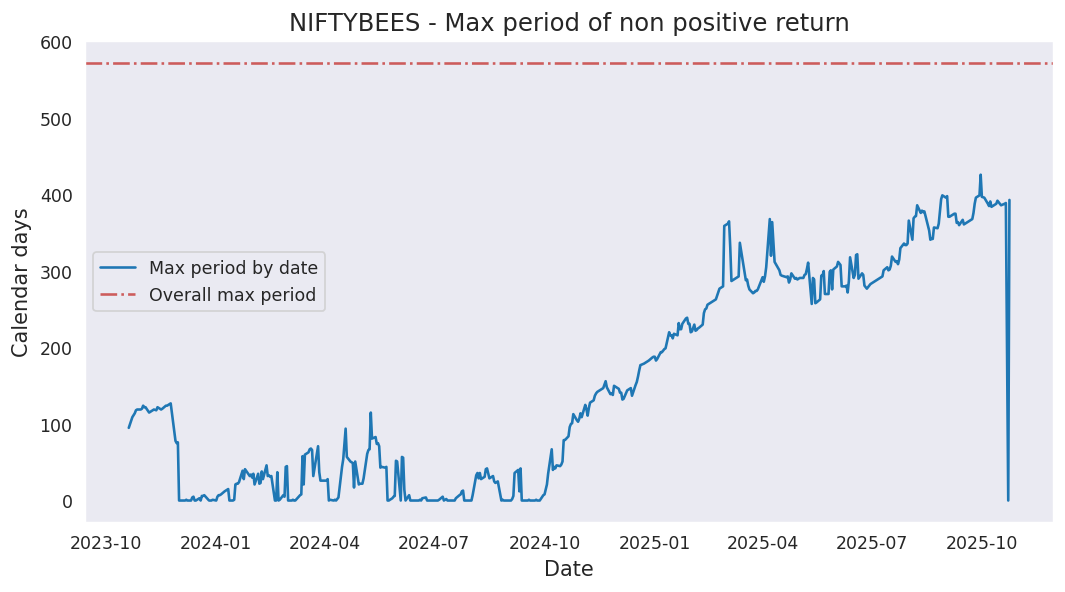 NIFTYBEES - Max period of non positive return
600
500
400
300
200
100
0
Calendar days
Max period by date
Overall max period
2023-10 2024-01 2024-04 2024-07 2024-10 2025-01 2025-04 2025-07 2025-10
Date